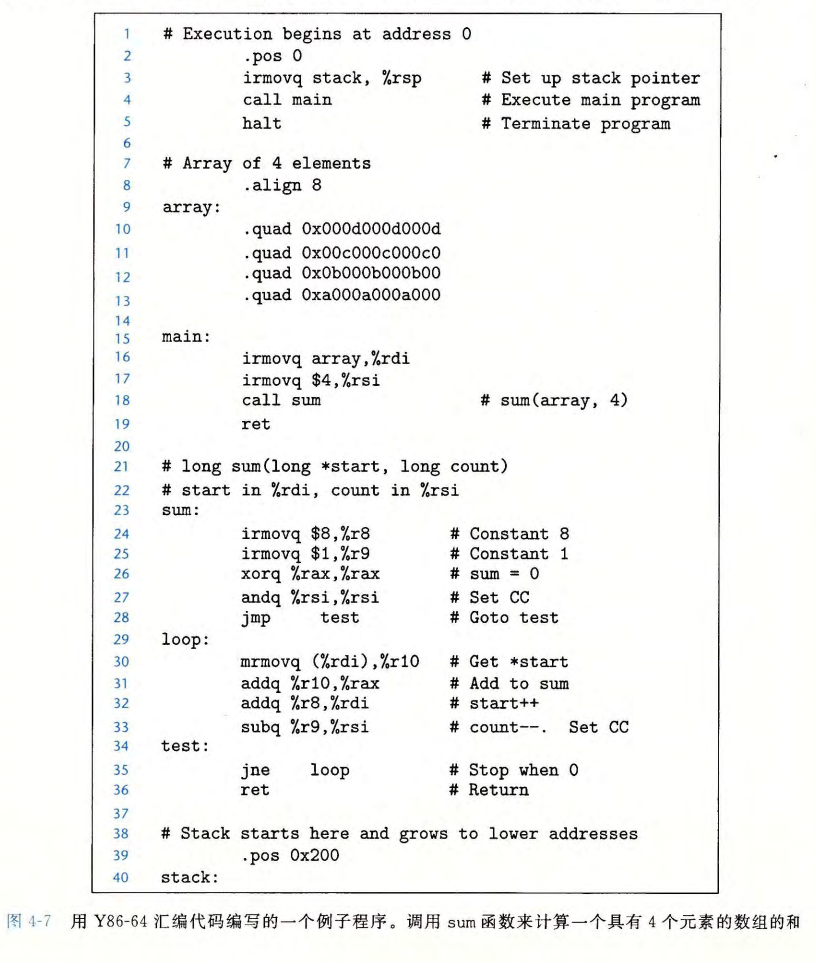 1 # Execution begins at address 0
2 .pos 0
3 irmovq stack, %rsp # Set up stack pointer
4 call main # Execute main program
5 halt # Terminate program
6
7 # Array of 4 elements
8 .align 8
9 array:
10 .quad 0x000d000d000d
11 .quad 0x00c000c000c0
12 .quad 0x0b000b000b00
13 .quad 0xa000a000a000
14
15 main:
16 irmovq array,%rdi
17 irmovq $4,%rsi
18 call sum # sum(array, 4)
19 ret
20
21 # long sum(long *start, long count)
22 # start in %rdi, count in %rsi
23 sum:
24 irmovq $8,%r8 # Constant 8
25 irmovq $1,%r9 # Constant 1
26 xorq %rax,%rax # sum = 0
27 andq %rsi,%rsi # Set CC
28 jmp test # Goto test
29 loop:
30 mrmovq (%rdi),%r10 # Get *start
31 addq %r10,%rax # Add to sum
32 addq %r8,%rdi # start++
33 subq %r9,%rsi # count--. Set CC
34 test:
35 jne loop # Stop when 0
36 ret # Return
37
38 # Stack starts here and grows to lower addresses
39 .pos 0x200
40 stack:
图 4-7 用 Y86-64 汇编代码编写的一个例子程序。调用 sum 函数来计算一个具有 4 个元素的数组的和